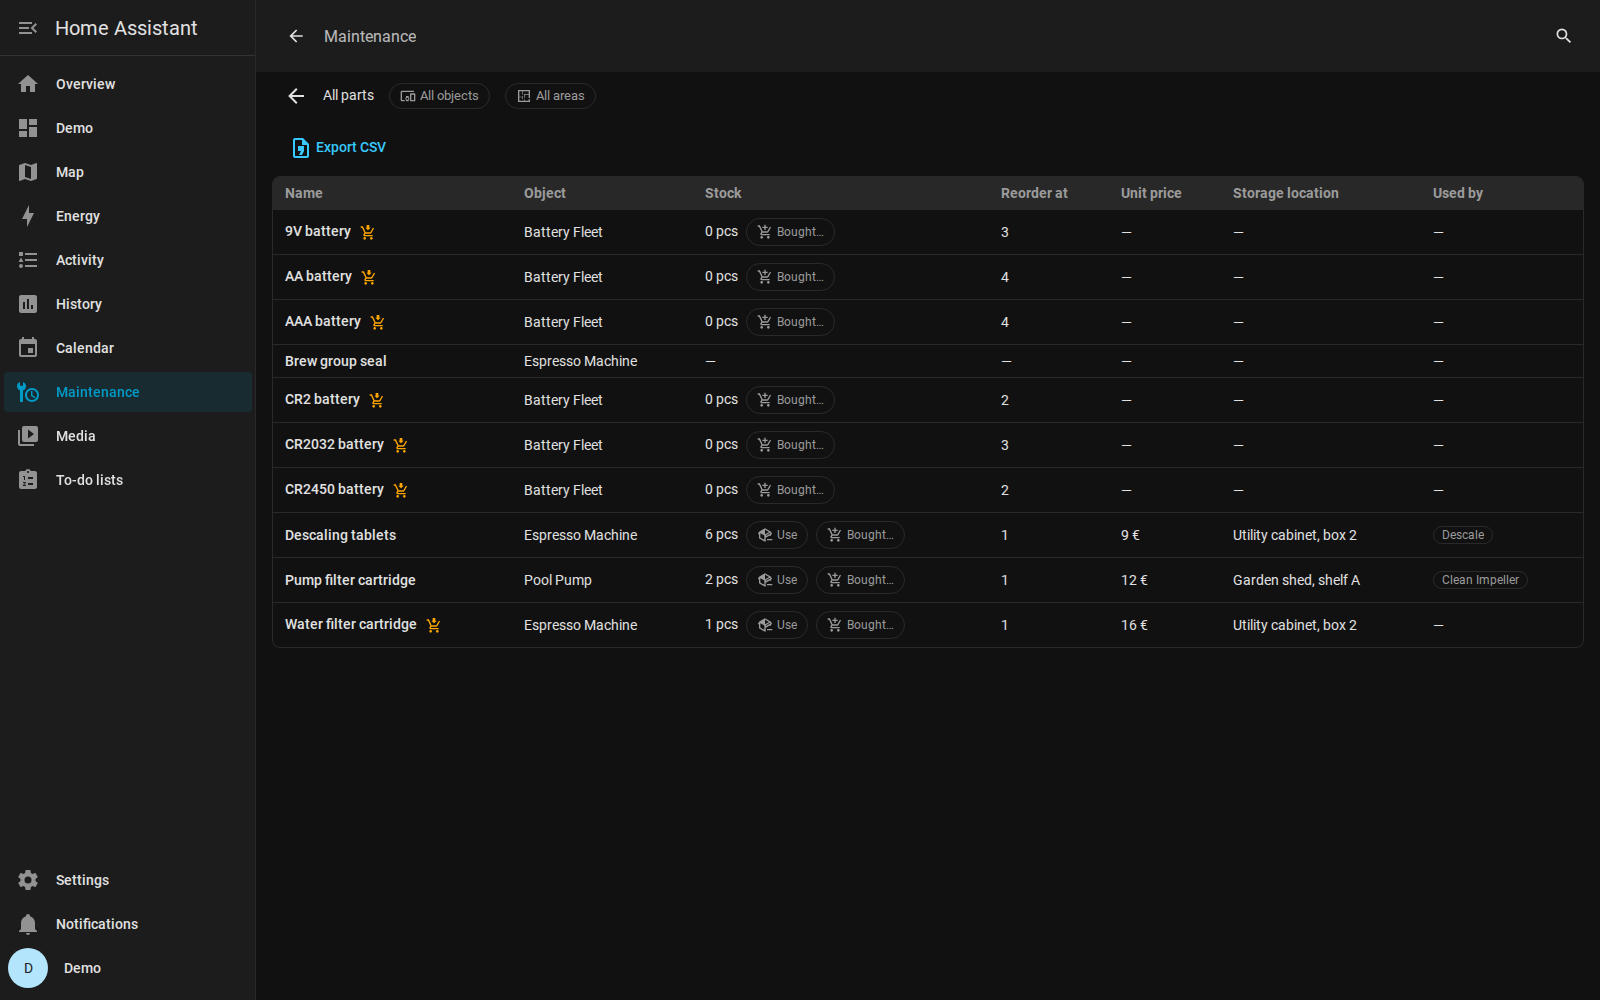 Home Assistant
Maintenance
Overview
Demo
Map
Energy
Activity
History
Calendar
Maintenance
Media
To-do lists
Settings
Notifications
D Demo
All parts All objects All areas
Export CSV
Name Object Stock Reorder at Unit price Storage location Used by
9V battery Battery Fleet 0 pcs Bought... 3 — — —
AA battery Battery Fleet 0 pcs Bought... 4 — — —
AAA battery Battery Fleet 0 pcs Bought... 4 — — —
Brew group seal Espresso Machine — — — — —
CR2 battery Battery Fleet 0 pcs Bought... 2 — — —
CR2032 battery Battery Fleet 0 pcs Bought... 3 — — —
CR2450 battery Battery Fleet 0 pcs Bought... 2 — — —
Descaling tablets Espresso Machine 6 pcs Use Bought... 1 9 € Utility cabinet, box 2 Descale
Pump filter cartridge Pool Pump 2 pcs Use Bought... 1 12 € Garden shed, shelf A Clean Impeller
Water filter cartridge Espresso Machine 1 pcs Use Bought... 1 16 € Utility cabinet, box 2 —